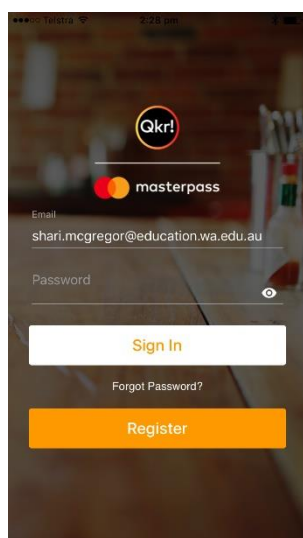 Telstra 2:28 pm
Qkr!
masterpass
Email
shari.mcgregor@education.wa.edu.au
Password
Sign In
Forgot Password?
Register